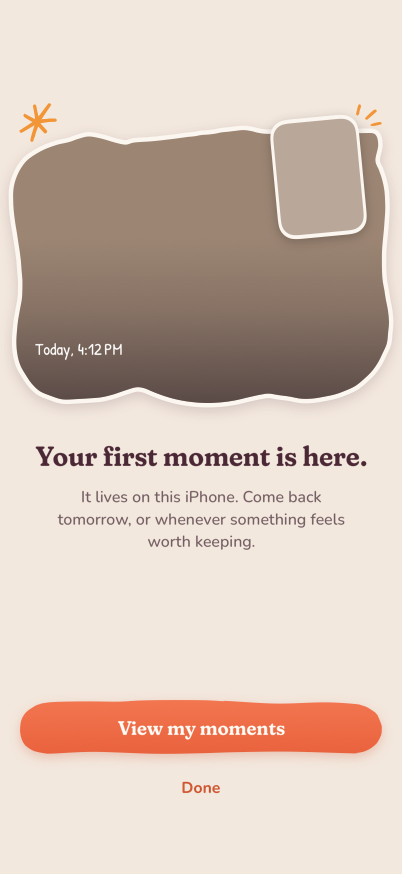 Today, 4:12 PM
Your first moment is here.
It lives on this iPhone. Come back
tomorrow, or whenever something feels
worth keeping.
View my moments
Done